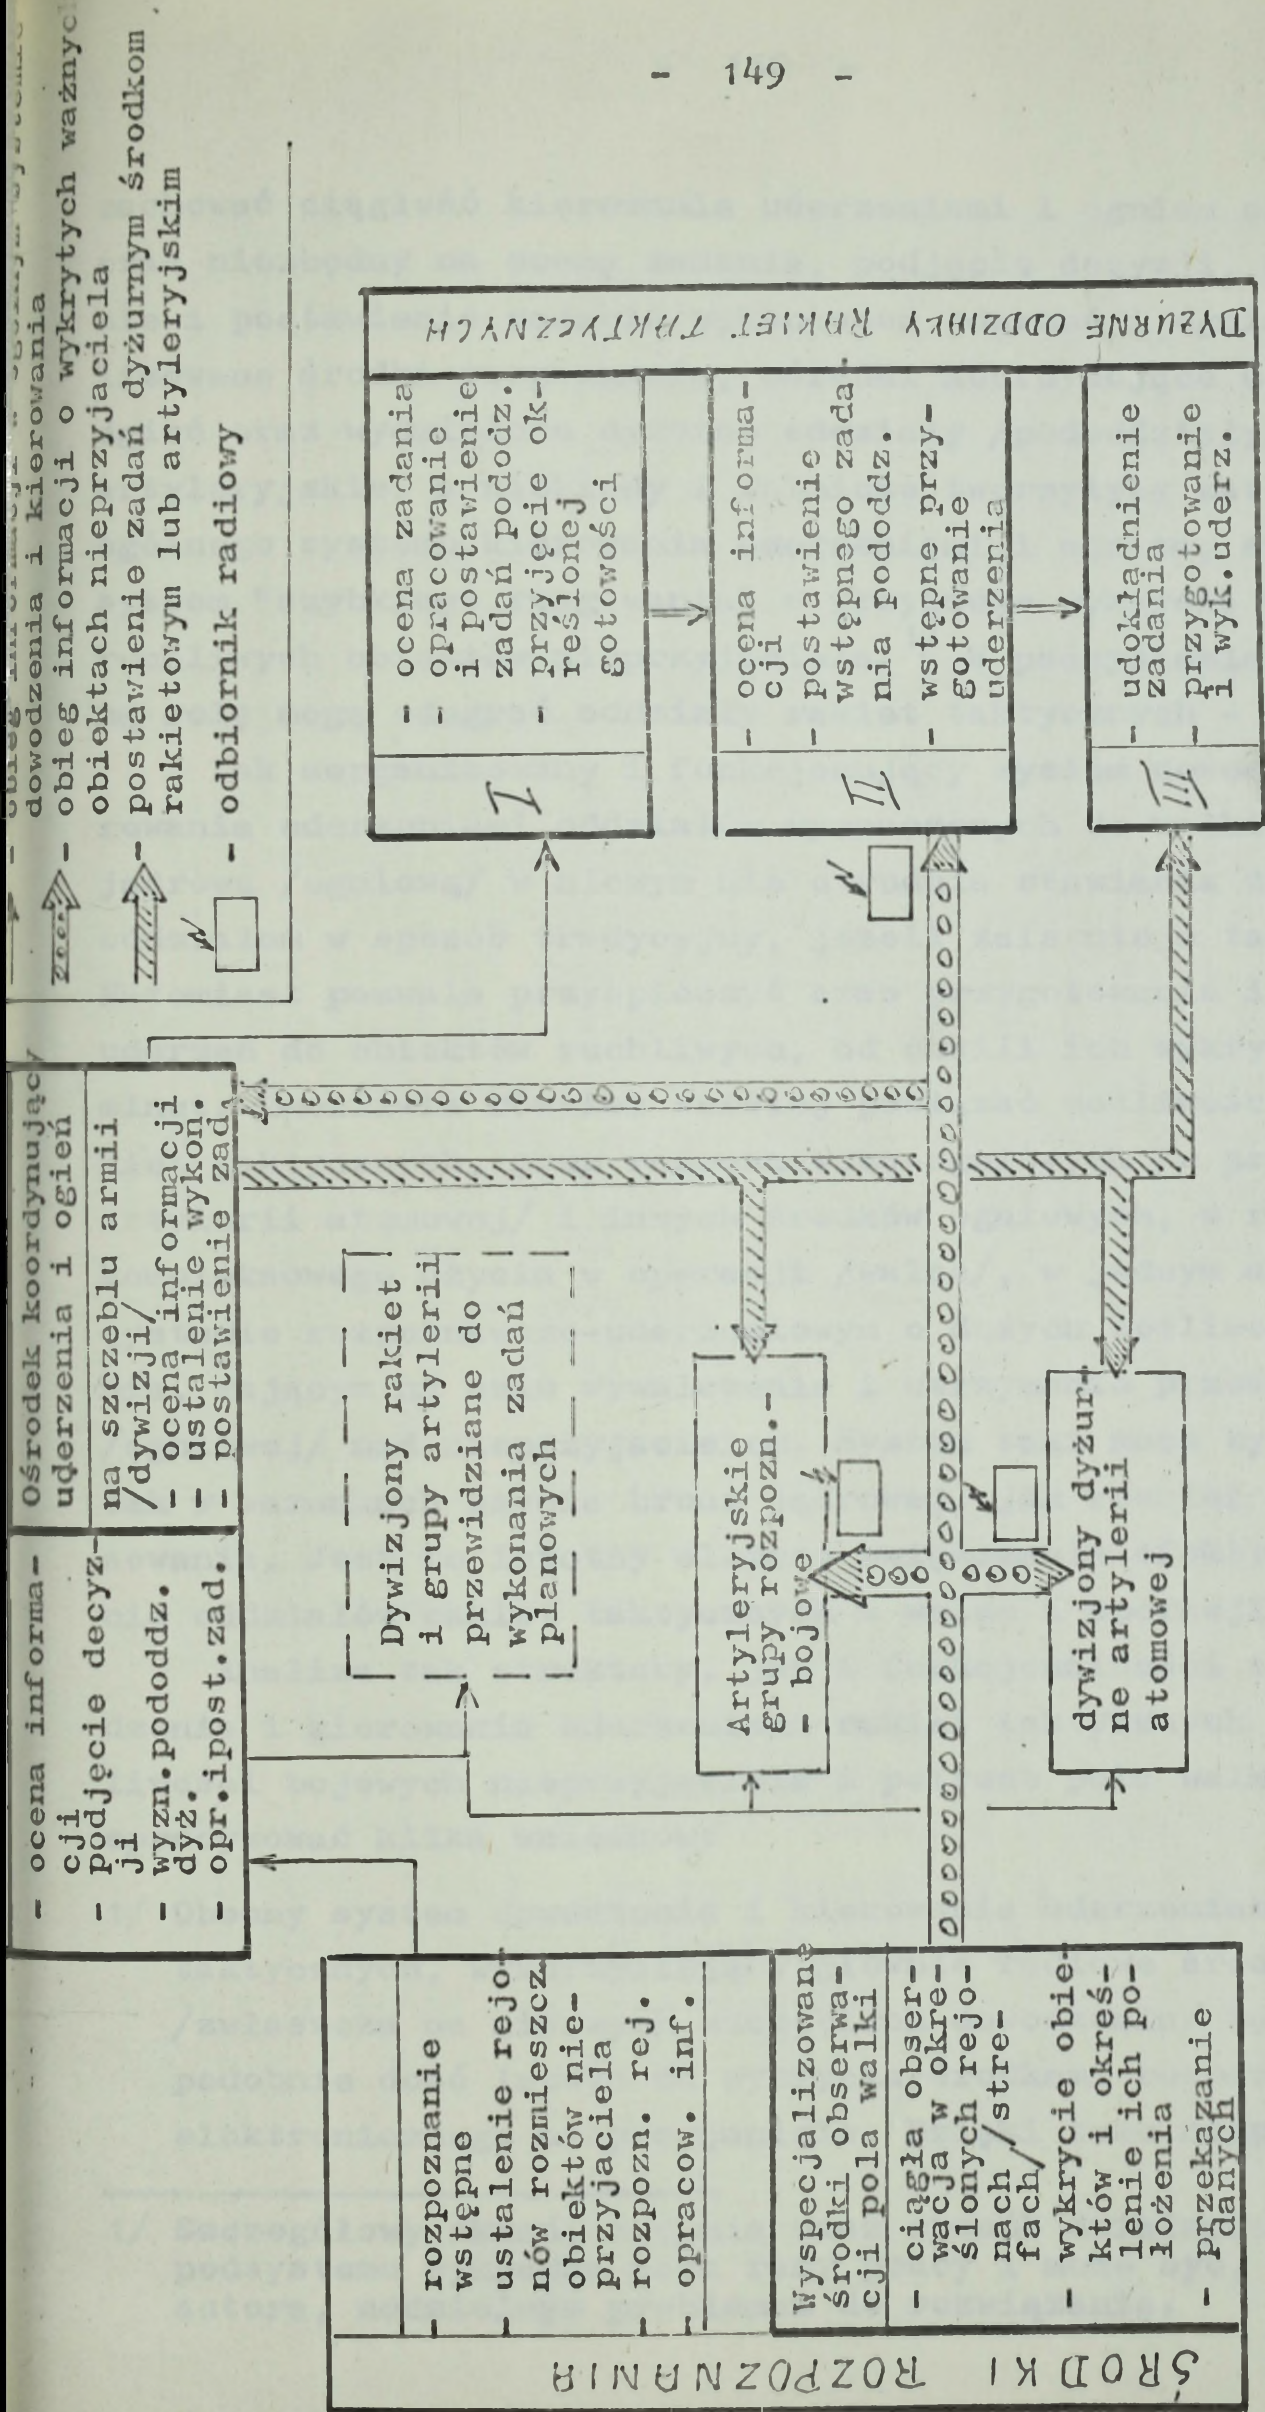 - 149 -
dowodzenia i kierowania
- obieg informacji o wykrytych ważnych
obiektach nieprzyjaciela
- postawienie zadań dyżurnym środkom
rakietowym lub artyleryjskim
- odbiornik radiowy
- ocena informa-
cji
- podjęcie decyz-
ji
- wyzn.pododdz.
dyż.
- opr.ipost.zad.
Ośrodek koordynujący
uderzenia i ogień
na szczeblu armii
/dywizji/
- ocena informacji
- ustalenie wykon.
- postawienie zad.
ŚRODKI ROZPOZNANIA
- rozpoznanie
wstępne
- ustalenie rejo-
nów rozmieszcz.
obiektów nie-
przyjaciela
- rozpozn. rej.
- opracow. inf.
Wyspecjalizowane
środki obserwa-
cji pola walki
- ciągła obser-
wacja w okre-
ślonych rejo-
nach /stre-
fach/
- wykrycie obie-
któw i okreś-
lenie ich po-
łożenia
- przekazanie
danych
Dywizjony rakiet
i grupy artylerii
przewidziane do
wykonania zadań
planowych
Artyleryjskie
grupy rozpozn.-
- bojowe
dywizjony dyżur-
ne artylerii
atomowej
I
- ocena zadania
- opracowanie
i postawienie
zadań pododdz.
- przyjęcie ok-
reślonej
gotowości
II
- ocena informa-
cji
- postawienie
wstępnego zada-
nia pododdz.
- wstępne przy-
gotowanie
uderzenia
III
- udokładnienie
zadania
- przygotowanie
i wyk.uderz.
DYŻURNE ODDZIAŁY RAKIET TAKTYCZNYCH